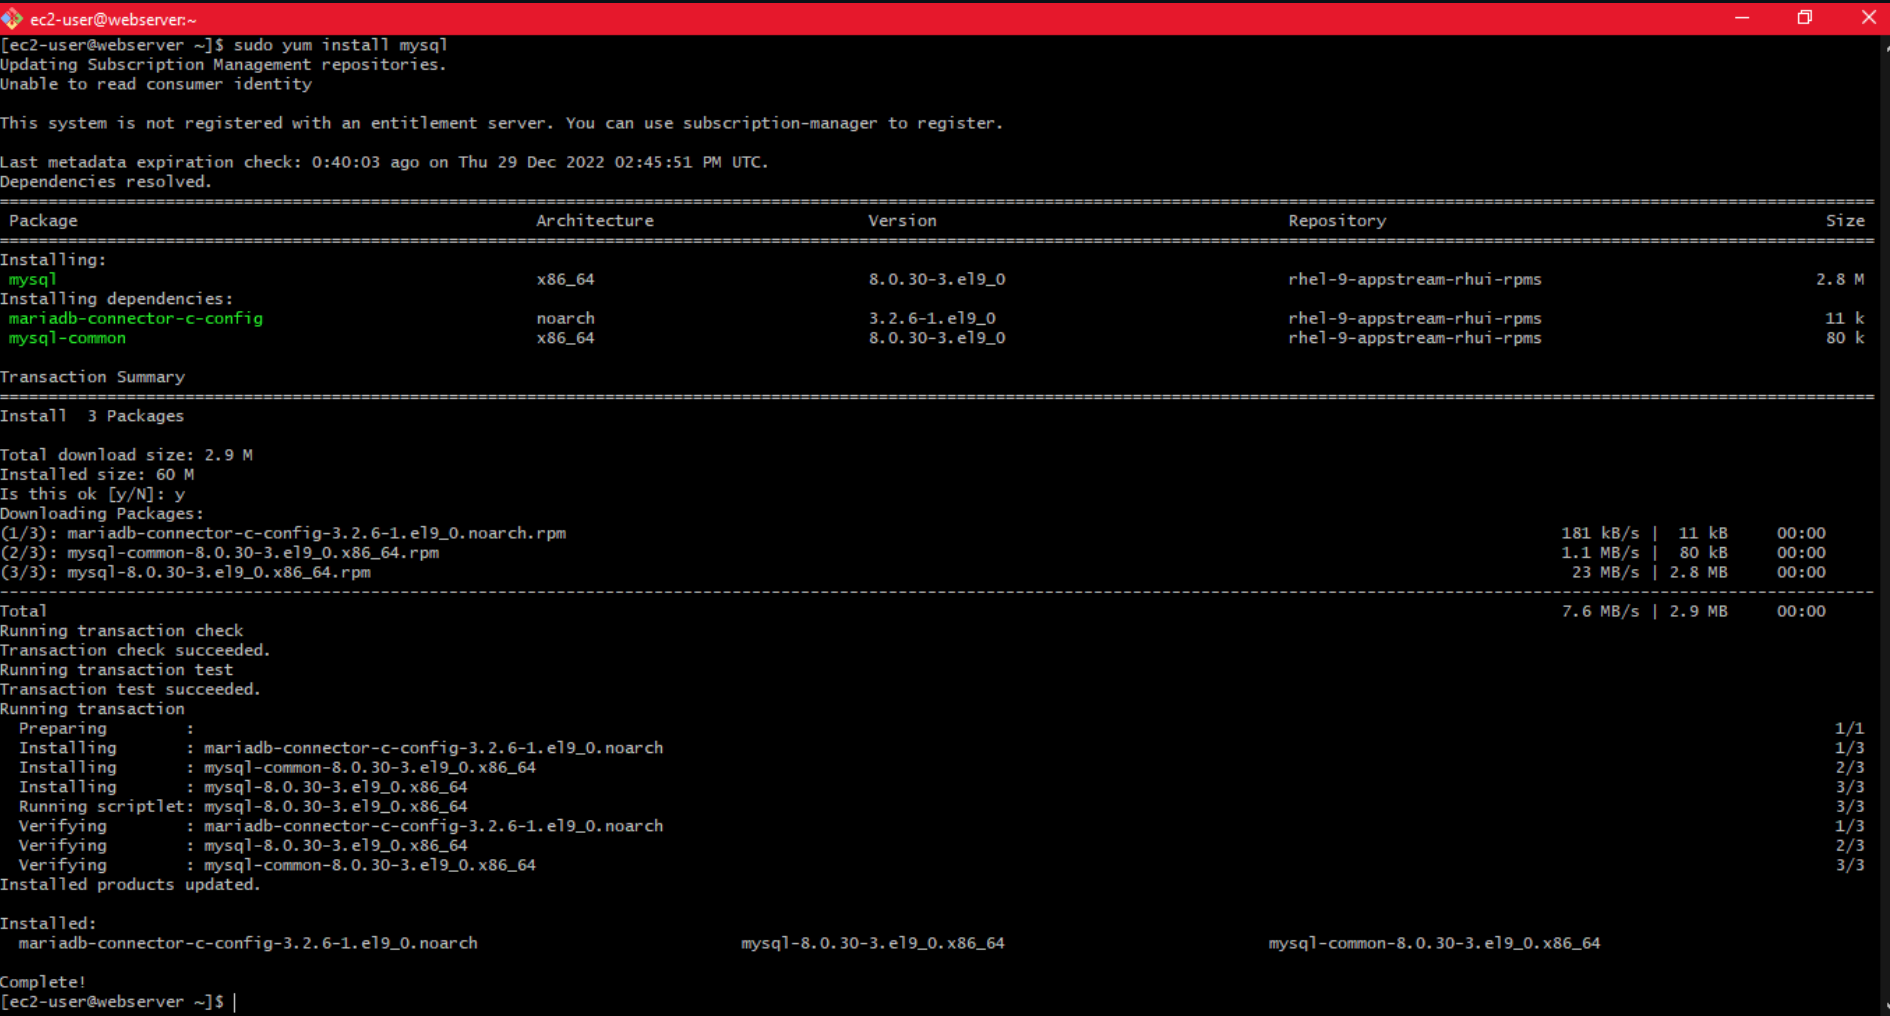 ec2-user@webserver:~
[ec2-user@webserver ~]$ sudo yum install mysql
Updating Subscription Management repositories.
Unable to read consumer identity
This system is not registered with an entitlement server. You can use subscription-manager to register.
Last metadata expiration check: 0:40:03 ago on Thu 29 Dec 2022 02:45:51 PM UTC.
Dependencies resolved.
Package Architecture Version Repository Size
Installing:
mysql x86_64 8.0.30-3.el9_0 rhel-9-appstream-rhui-rpms 2.8 M
Installing dependencies:
mariadb-connector-c-config noarch 3.2.6-1.el9_0 rhel-9-appstream-rhui-rpms 11 k
mysql-common x86_64 8.0.30-3.el9_0 rhel-9-appstream-rhui-rpms 80 k
Transaction Summary
Install  3 Packages
Total download size: 2.9 M
Installed size: 60 M
Is this ok [y/N]: y
Downloading Packages:
(1/3): mariadb-connector-c-config-3.2.6-1.el9_0.noarch.rpm 181 kB/s |  11 kB 00:00
(2/3): mysql-common-8.0.30-3.el9_0.x86_64.rpm 1.1 MB/s |  80 kB 00:00
(3/3): mysql-8.0.30-3.el9_0.x86_64.rpm 23 MB/s | 2.8 MB 00:00
Total 7.6 MB/s | 2.9 MB 00:00
Running transaction check
Transaction check succeeded.
Running transaction test
Transaction test succeeded.
Running transaction
Preparing : 1/1
Installing : mariadb-connector-c-config-3.2.6-1.el9_0.noarch 1/3
Installing : mysql-common-8.0.30-3.el9_0.x86_64 2/3
Installing : mysql-8.0.30-3.el9_0.x86_64 3/3
Running scriptlet: mysql-8.0.30-3.el9_0.x86_64 3/3
Verifying : mariadb-connector-c-config-3.2.6-1.el9_0.noarch 1/3
Verifying : mysql-8.0.30-3.el9_0.x86_64 2/3
Verifying : mysql-common-8.0.30-3.el9_0.x86_64 3/3
Installed products updated.
Installed:
mariadb-connector-c-config-3.2.6-1.el9_0.noarch mysql-8.0.30-3.el9_0.x86_64 mysql-common-8.0.30-3.el9_0.x86_64
Complete!
[ec2-user@webserver ~]$